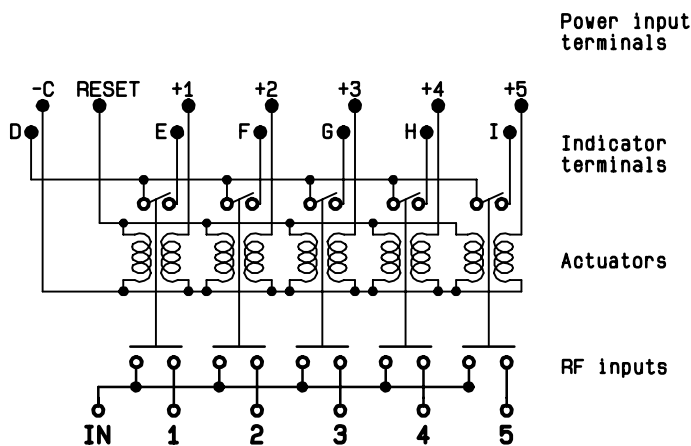 Power input
terminals
-C RESET +1 +2 +3 +4 +5
D E F G H I
Indicator
terminals
Actuators
RF inputs
IN 1 2 3 4 5